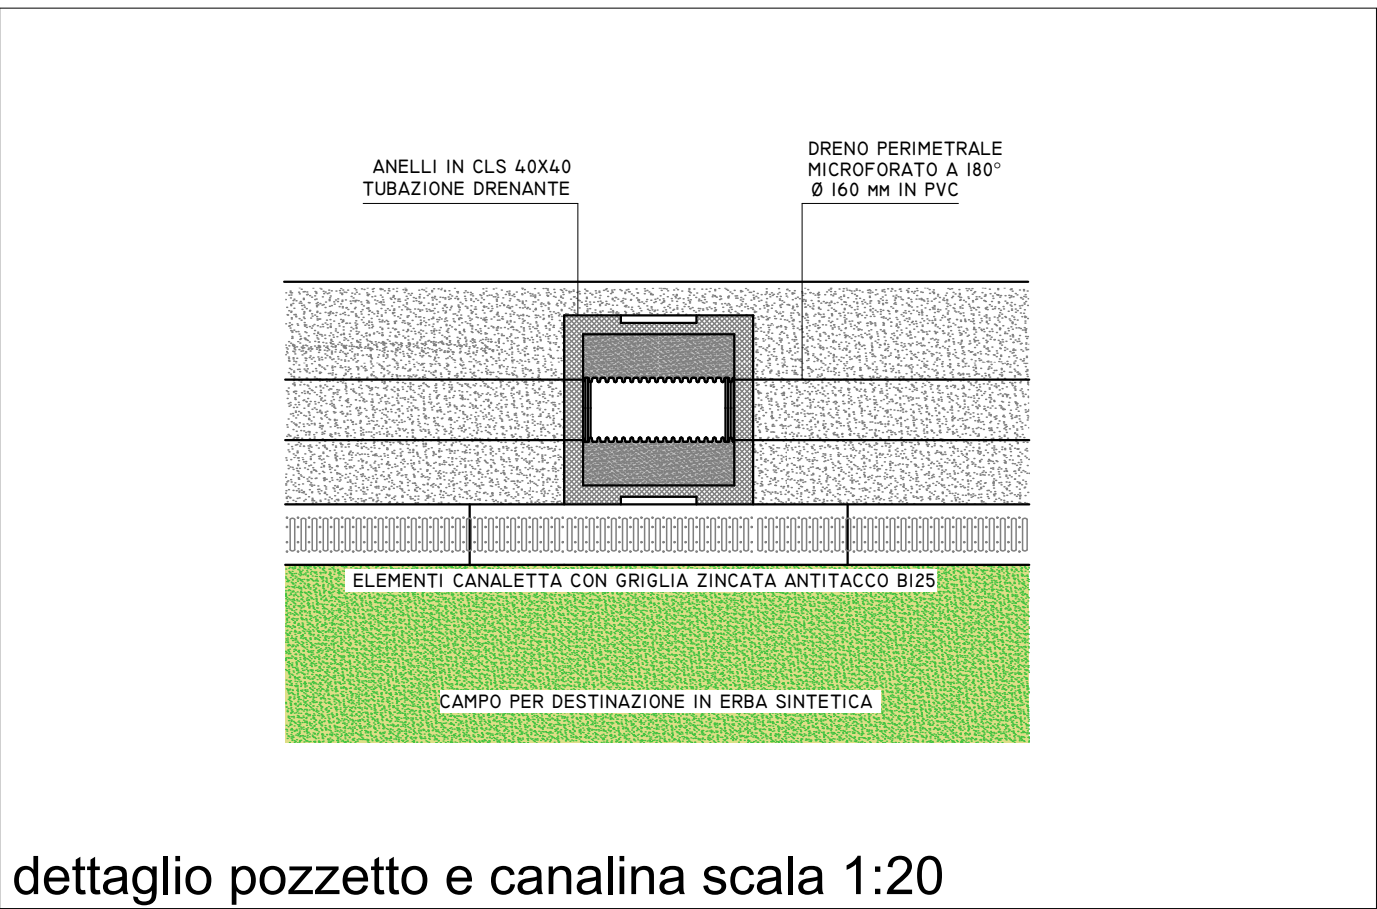 ANELLI IN CLS 40X40
TUBAZIONE DRENANTE
DRENO PERIMETRALE
MICROFORATO A 180°
Ø 160 MM IN PVC
ELEMENTI CANALETTA CON GRIGLIA ZINCATA ANTITACCO B125
CAMPO PER DESTINAZIONE IN ERBA SINTETICA
dettaglio pozzetto e canalina scala 1:20